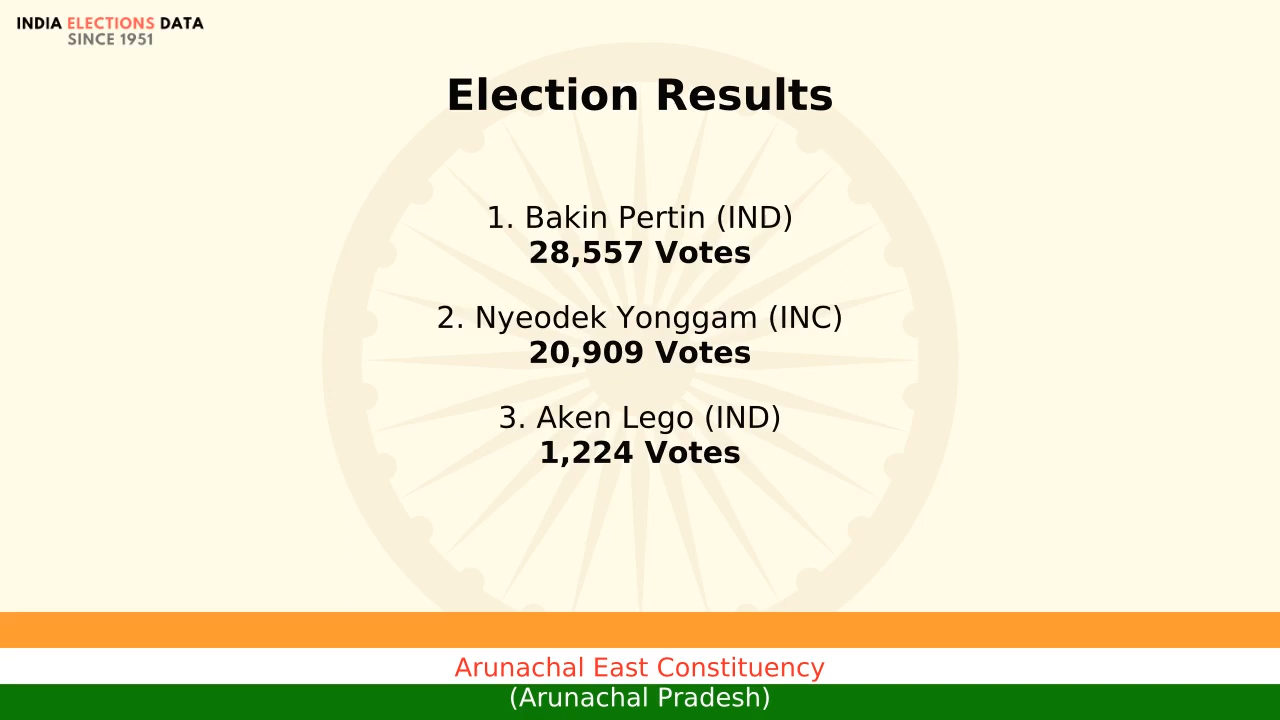 INDIA ELECTIONS DATA
SINCE 1951
Election Results
1. Bakin Pertin (IND)
28,557 Votes
2. Nyeodek Yonggam (INC)
20,909 Votes
3. Aken Lego (IND)
1,224 Votes
Arunachal East Constituency
(Arunachal Pradesh)